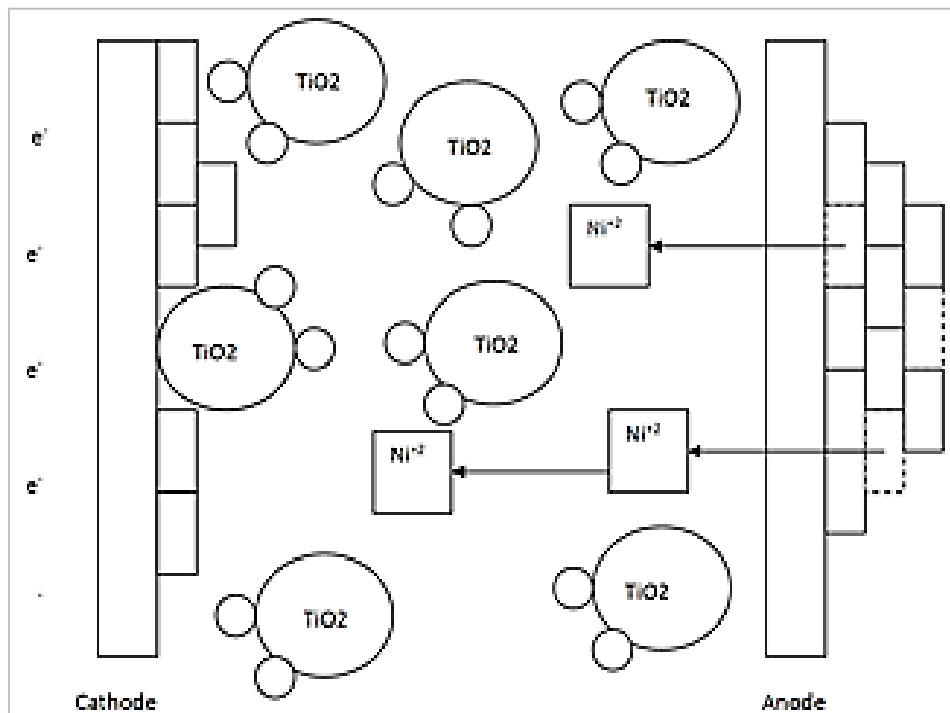 TiO2
TiO2
TiO2
e-
Ni+2
e-
TiO2
TiO2
e-
Ni+2
Ni+2
e-
TiO2
TiO2
Cathode
Anode